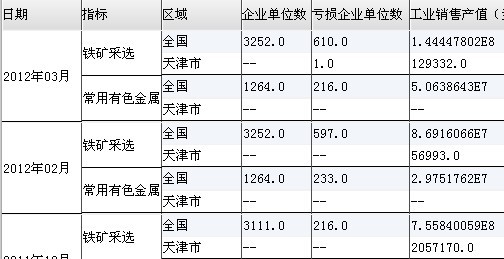 日期 指标 区域 企业单位数 亏损企业单位数 工业销售产值
2012年03月 铁矿采选 全国 3252.0 610.0 1.44447802E8
天津市 -- 1.0 129332.0
常用有色金属 全国 1264.0 216.0 5.0638643E7
天津市 -- -- --
2012年02月 铁矿采选 全国 3252.0 597.0 8.6916066E7
天津市 -- -- 56993.0
常用有色金属 全国 1264.0 233.0 2.9751762E7
天津市 -- -- --
铁矿采选 全国 3111.0 216.0 7.55840059E8
天津市 -- -- 2057170.0